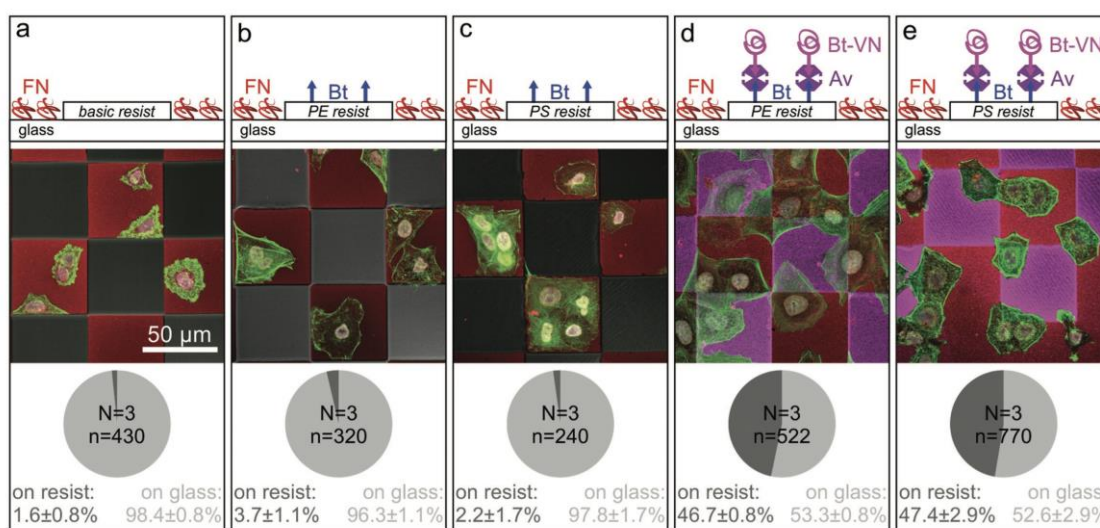 a
FN
basic resist
glass
50 µm
N=3
n=430
on resist: on glass:
1.6±0.8% 98.4±0.8%
b
FN
Bt
PE resist
glass
N=3
n=320
on resist: on glass:
3.7±1.1% 96.3±1.1%
c
FN
Bt
PS resist
glass
N=3
n=240
on resist: on glass:
2.2±1.7% 97.8±1.7%
d
Bt-VN
FN
Av
Bt
PE resist
glass
N=3
n=522
on resist: on glass:
46.7±0.8% 53.3±0.8%
e
Bt-VN
FN
Av
Bt
PS resist
glass
N=3
n=770
on resist: on glass:
47.4±2.9% 52.6±2.9%